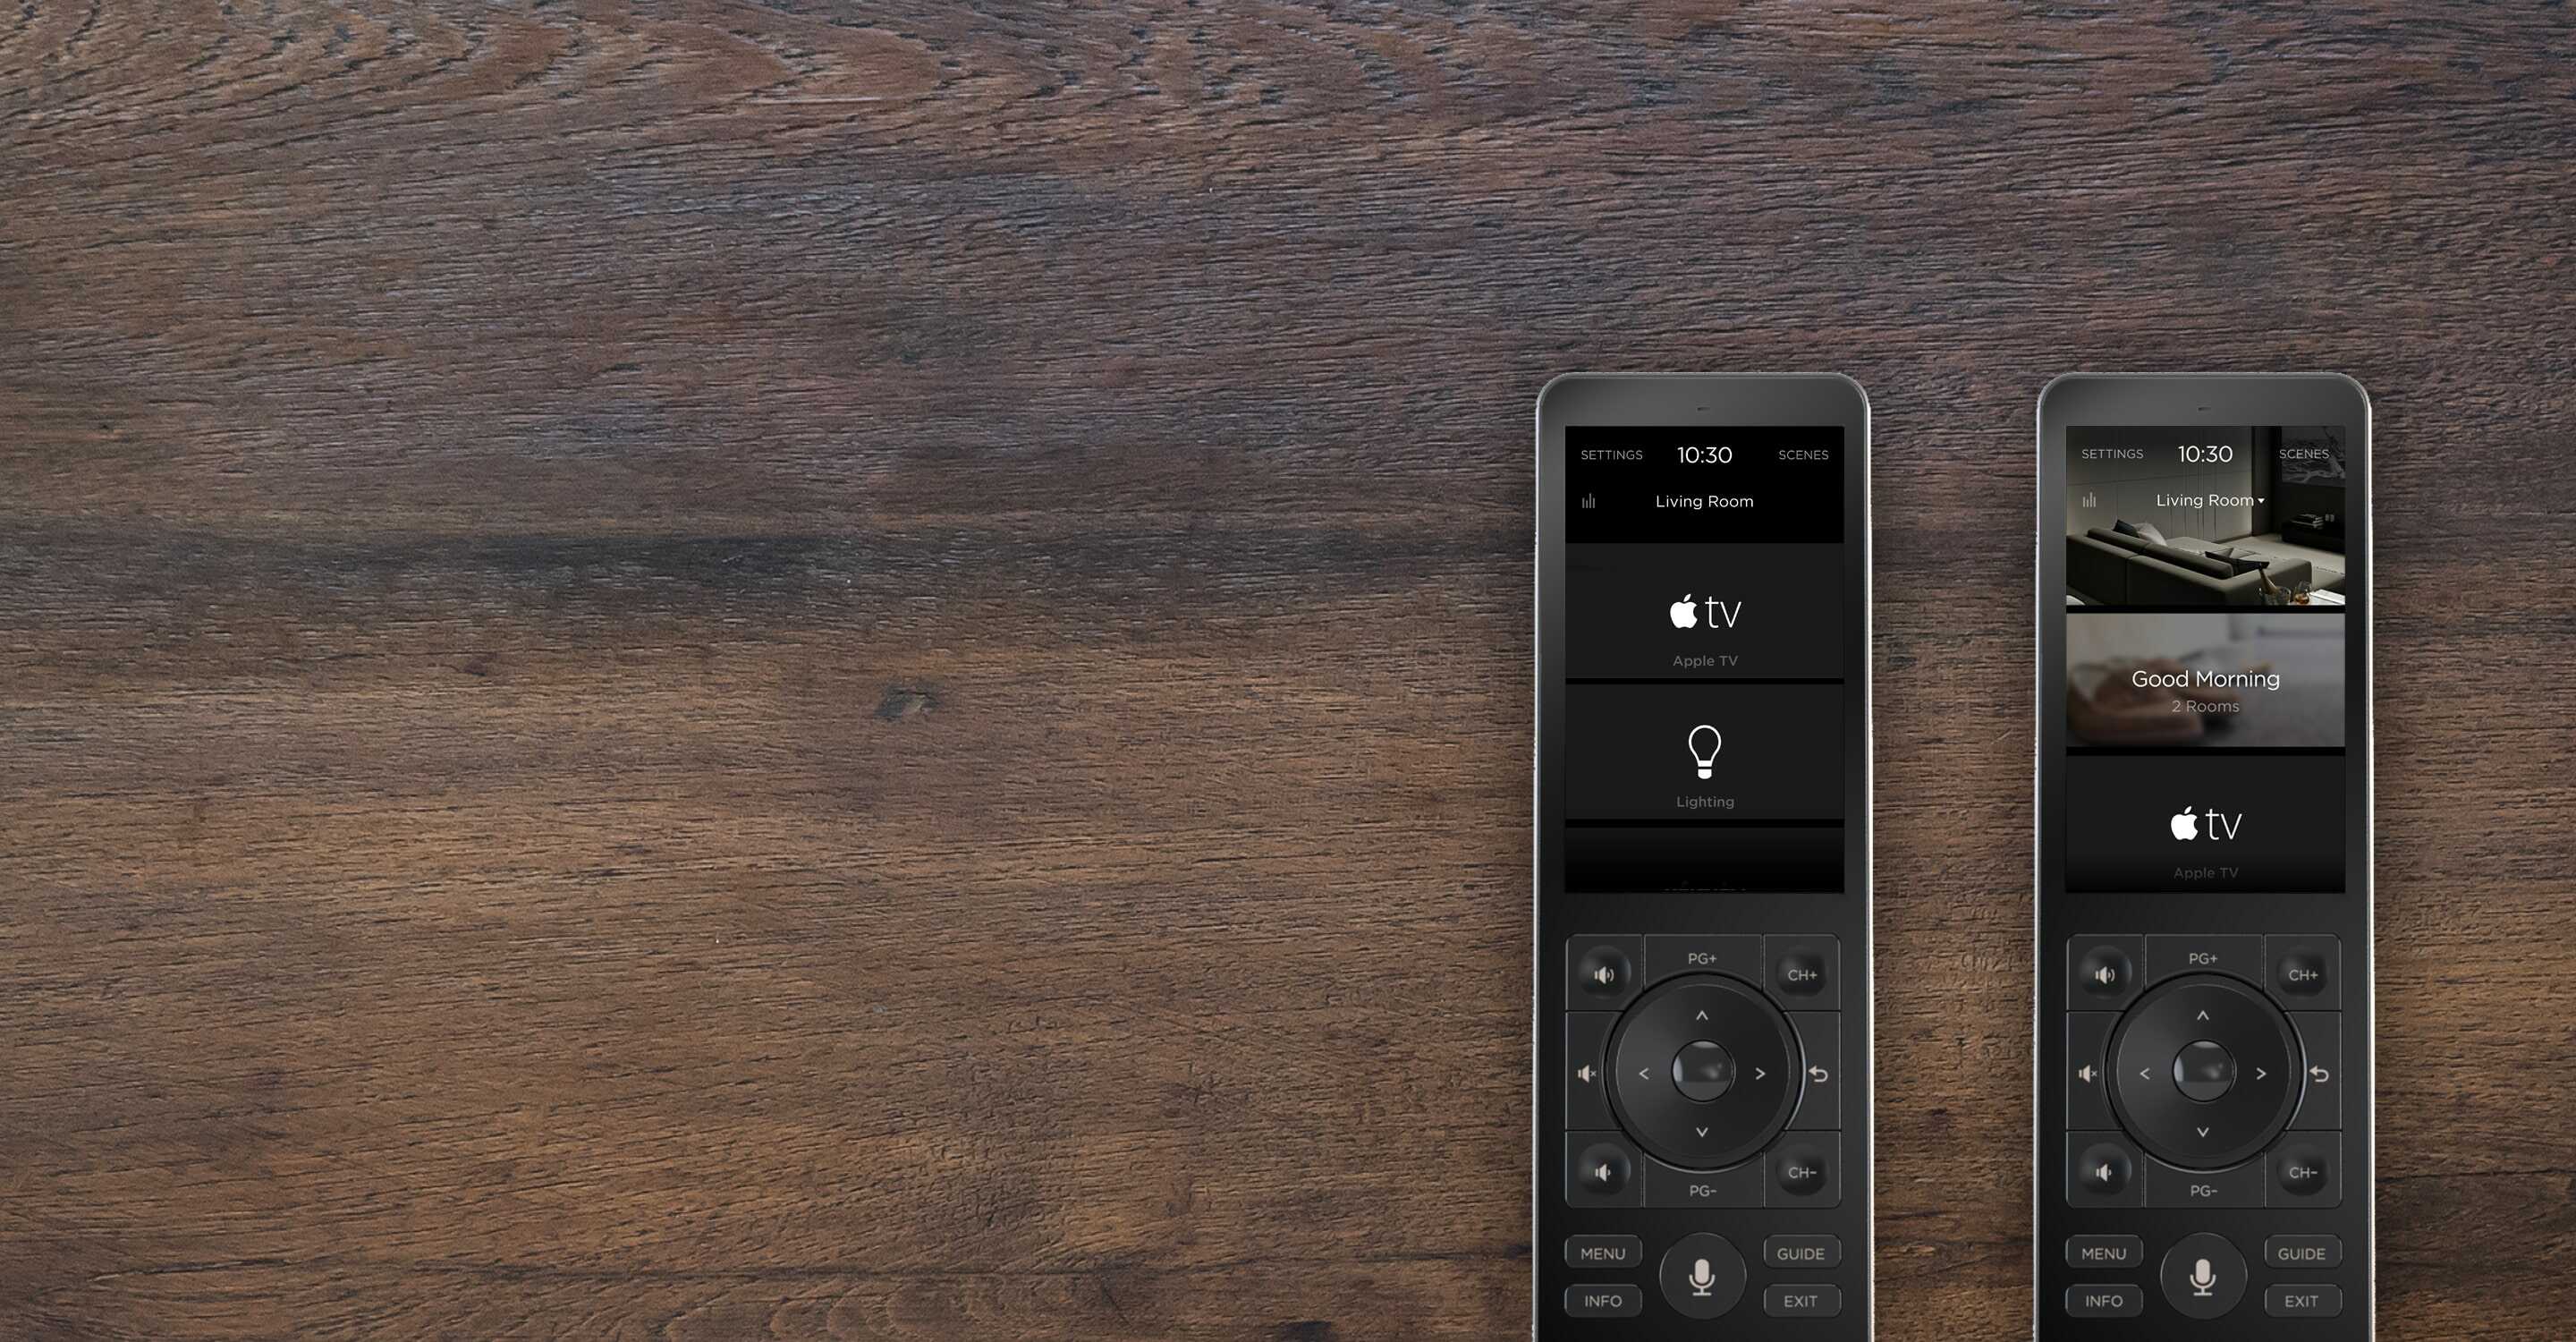 SETTINGS 10:30 SCENES
Living Room
tv
Apple TV
Lighting
PG+
CH+
CH-
PG-
MENU
GUIDE
INFO
EXIT
SETTINGS 10:30 SCENES
Living Room
Good Morning
2 Rooms
tv
Apple TV
PG+
CH+
CH-
PG-
MENU
GUIDE
INFO
EXIT